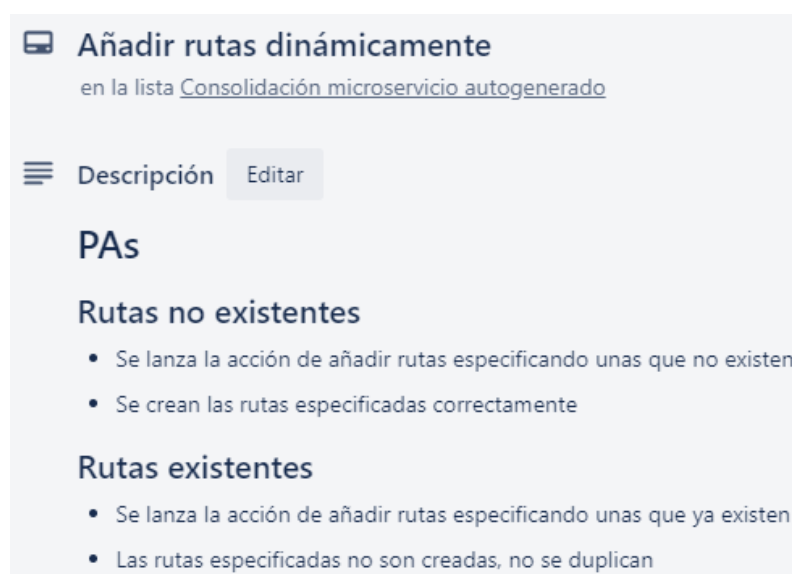 Añadir rutas dinámicamente
en la lista Consolidación microservicio autogenerado
Descripción Editar
PAs
Rutas no existentes
Se lanza la acción de añadir rutas especificando unas que no existen
Se crean las rutas especificadas correctamente
Rutas existentes
Se lanza la acción de añadir rutas especificando unas que ya existen
Las rutas especificadas no son creadas, no se duplican